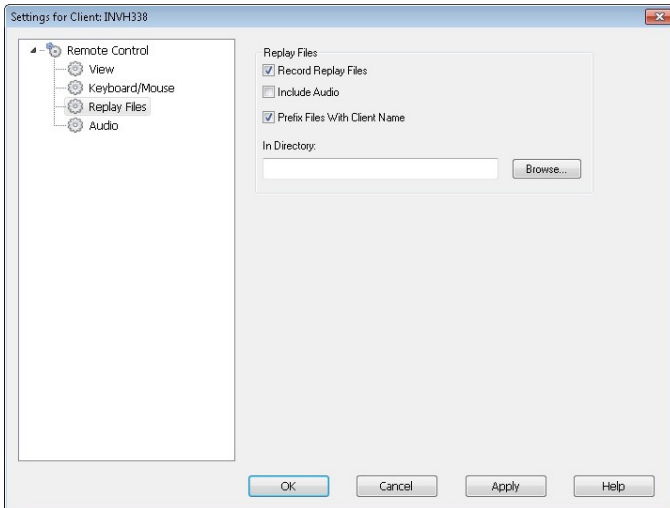 Settings for Client: INVH338
Remote Control
View
Keyboard/Mouse
Replay Files
Audio
Replay Files
Record Replay Files
Include Audio
Prefix Files With Client Name
In Directory:
Browse...
OK
Cancel
Apply
Help